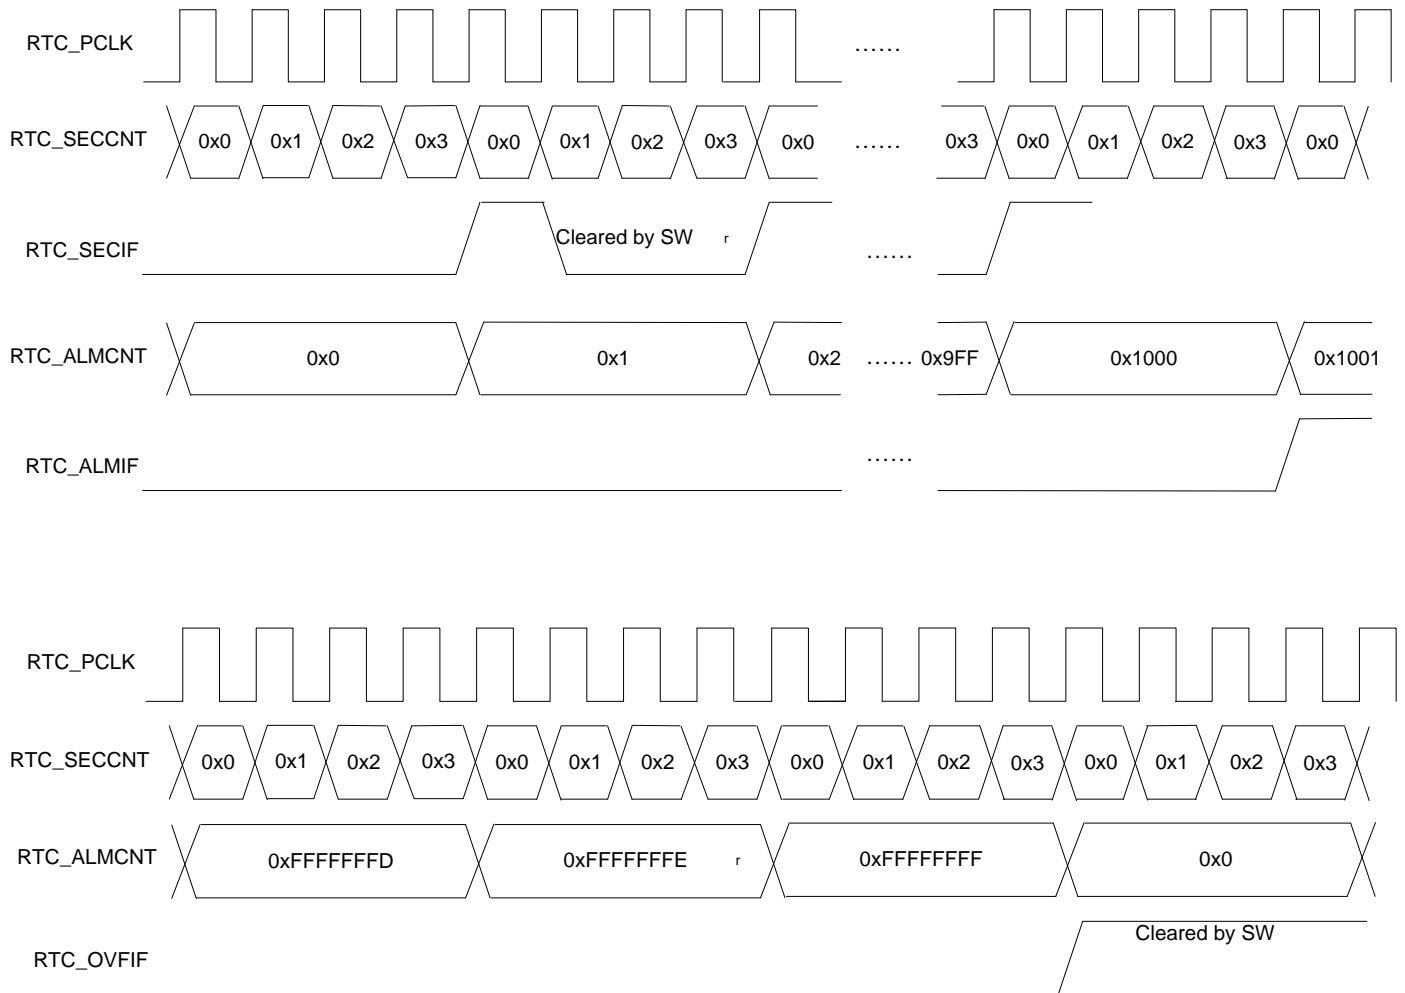 RTC_PCLK ......
RTC_SECCNT 0x0 0x1 0x2 0x3 0x0 0x1 0x2 0x3 0x0 ...... 0x3 0x0 0x1 0x2 0x3 0x0
RTC_SECIF Cleared by SW r ......
RTC_ALMCNT 0x0 0x1 0x2 ...... 0x9FF 0x1000 0x1001
RTC_ALMIF ......
RTC_PCLK
RTC_SECCNT 0x0 0x1 0x2 0x3 0x0 0x1 0x2 0x3 0x0 0x1 0x2 0x3 0x0 0x1 0x2 0x3
RTC_ALMCNT 0xFFFFFFFD 0xFFFFFFFE r 0xFFFFFFFF 0x0
RTC_OVFIF Cleared by SW